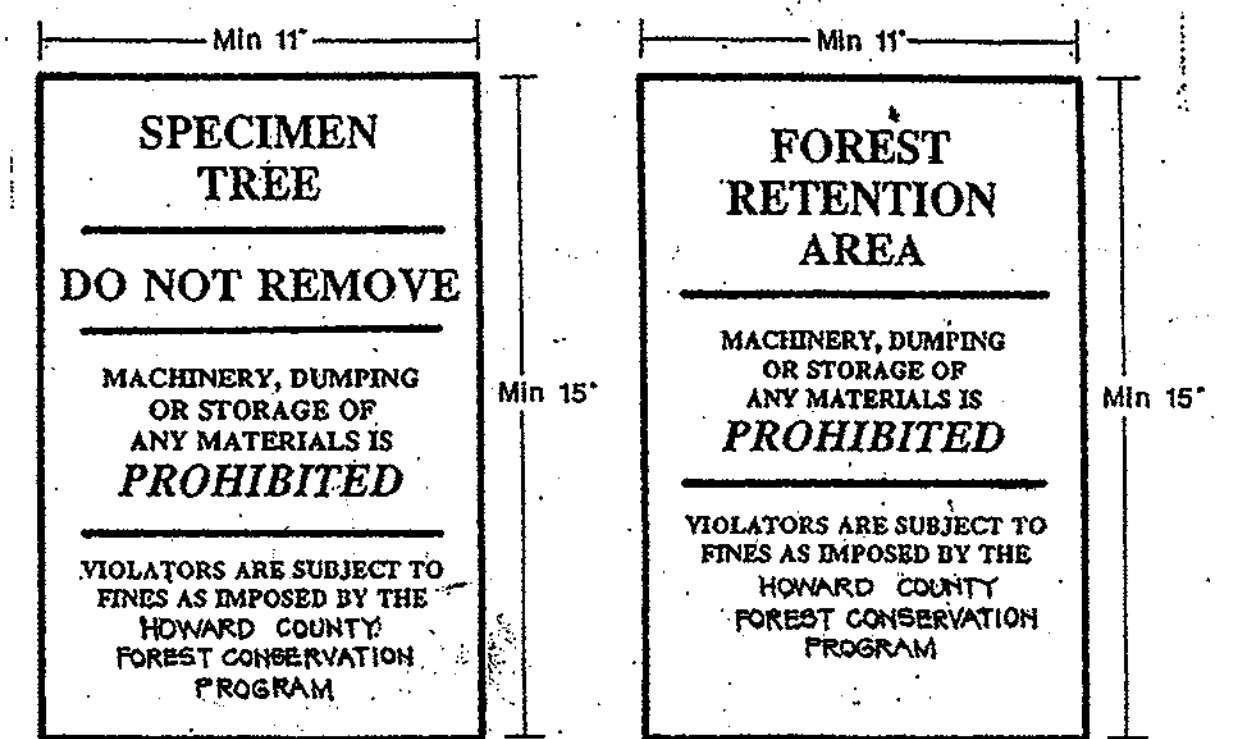 Min 11"
SPECIMEN
TREE
DO NOT REMOVE
MACHINERY, DUMPING
OR STORAGE OF
ANY MATERIALS IS
PROHIBITED
VIOLATORS ARE SUBJECT TO
FINES AS IMPOSED BY THE
HOWARD COUNTY
FOREST CONSERVATION
PROGRAM
Min 15"
Min 11"
FOREST
RETENTION
AREA
MACHINERY, DUMPING
OR STORAGE OF
ANY MATERIALS IS
PROHIBITED
VIOLATORS ARE SUBJECT TO
FINES AS IMPOSED BY THE
HOWARD COUNTY
FOREST CONSERVATION
PROGRAM
Min 15"